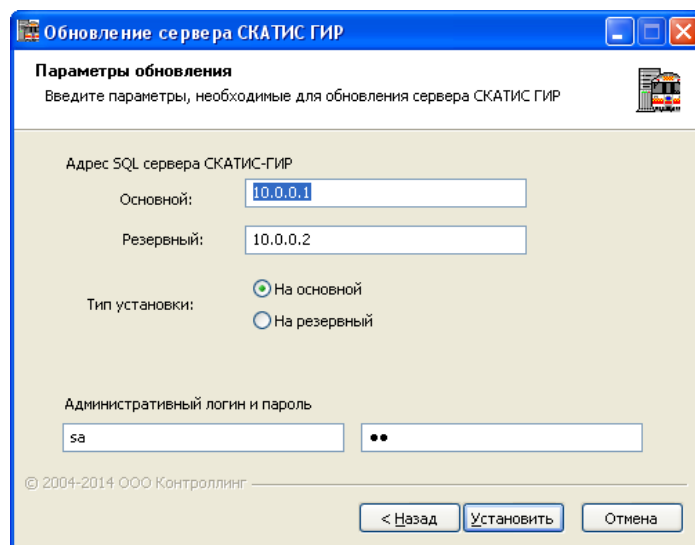 Обновление сервера СКАТИС ГИР
Параметры обновления
Введите параметры, необходимые для обновления сервера СКАТИС ГИР
Адрес SQL сервера СКАТИС-ГИР
Основной: 10.0.0.1
Резервный: 10.0.0.2
На основной
Тип установки:
На резервный
Административный логин и пароль
sa ●●
© 2004-2014 ООО Контроллинг
< Назад Установить Отмена